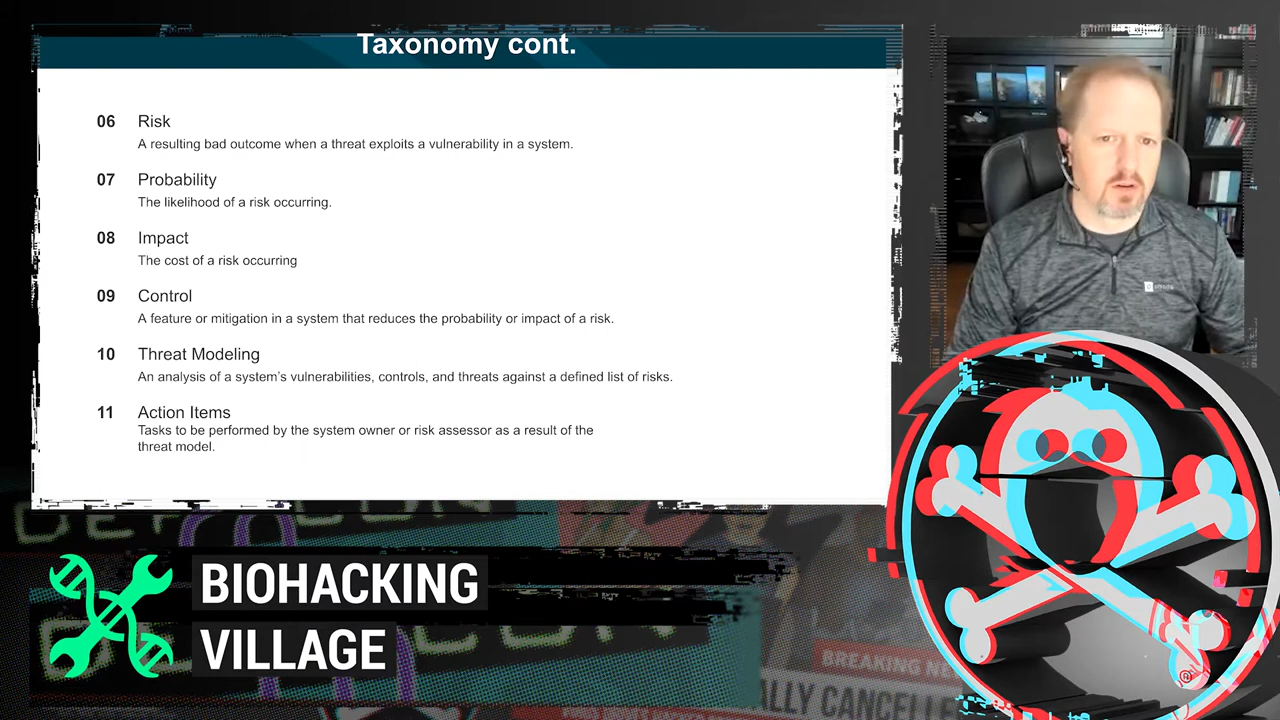 Taxonomy cont.
06 Risk
A resulting bad outcome when a threat exploits a vulnerability in a system.
07 Probability
The likelihood of a risk occurring.
08 Impact
The cost of a risk occurring
09 Control
A feature or mitigation in a system that reduces the probability or impact of a risk.
10 Threat Modeling
An analysis of a system's vulnerabilities, controls, and threats against a defined list of risks.
11 Action Items
Tasks to be performed by the system owner or risk assessor as a result of the
threat model.
BIOHACKING
VILLAGE
DEF CON
BREAKING NE
ALLY CANCELLE
®